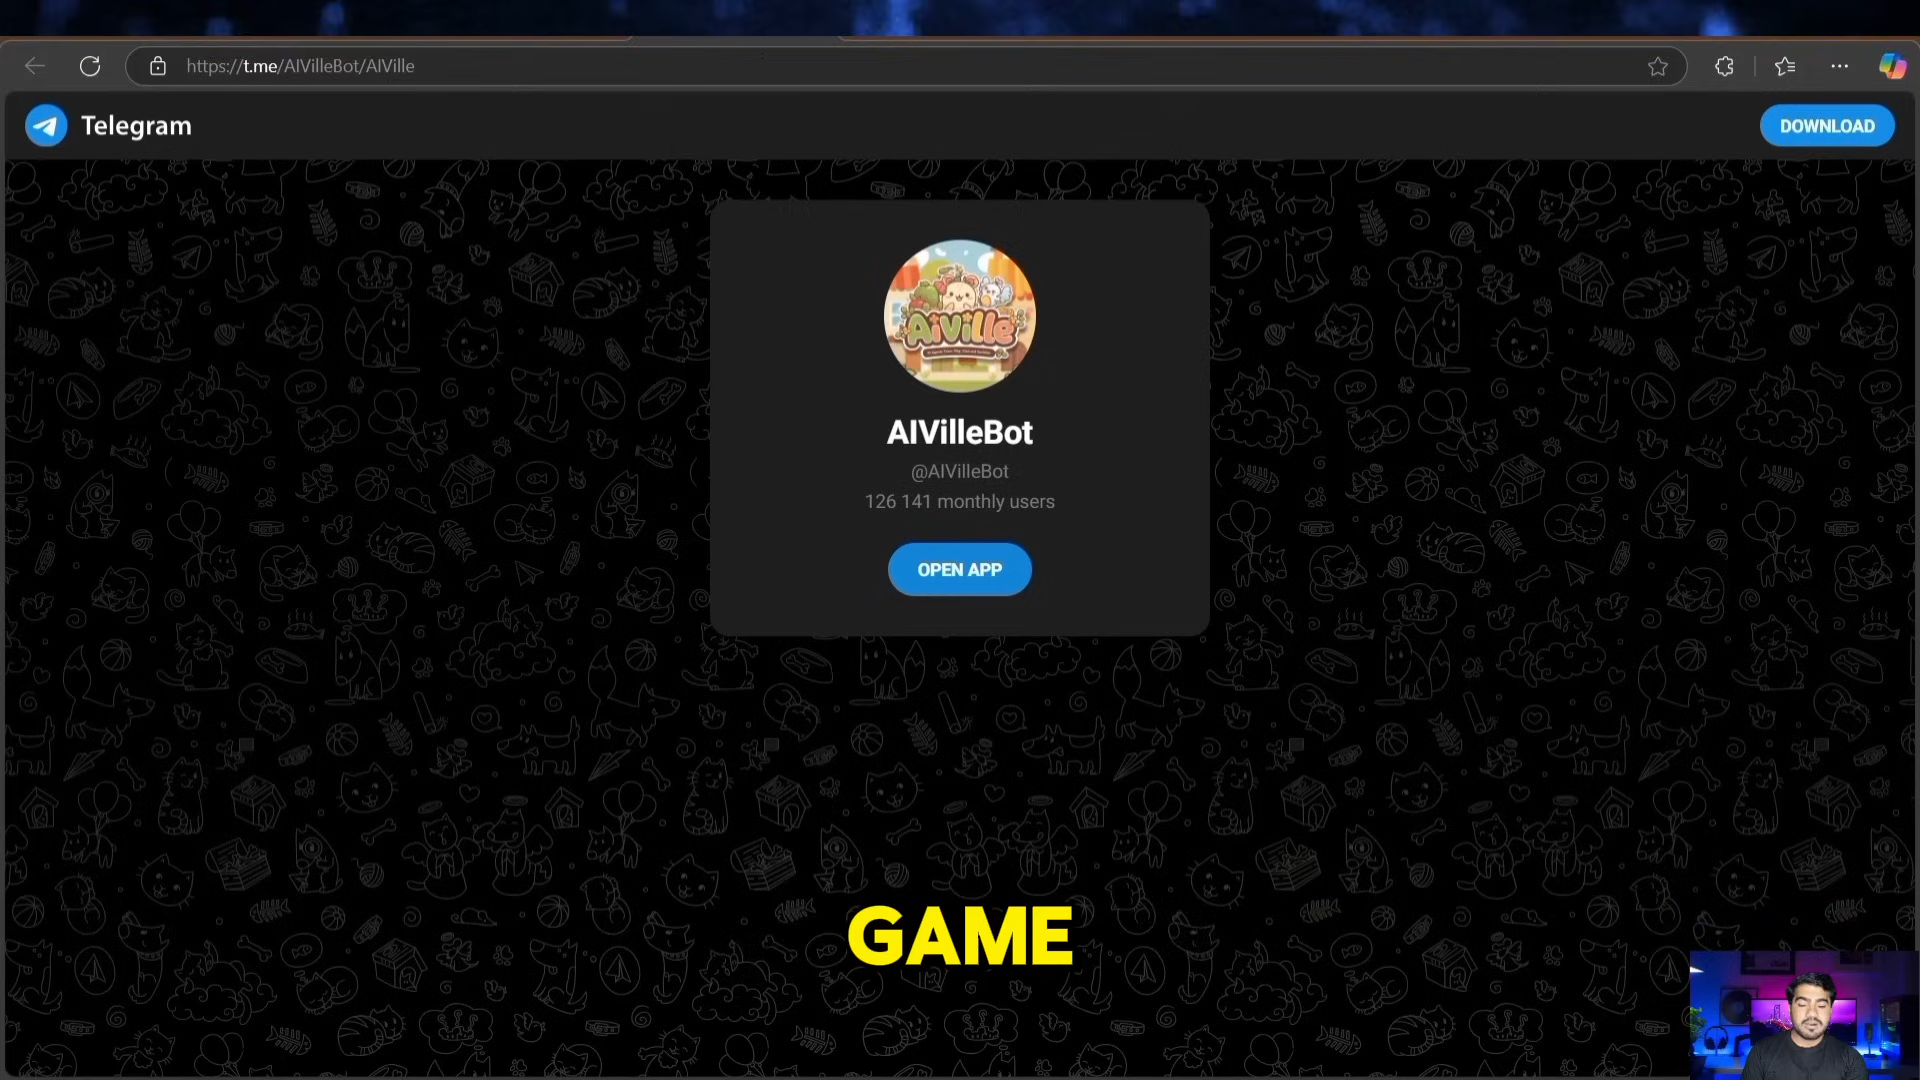 https://t.me/AIVilleBot/AIVille
Telegram
DOWNLOAD
AiVille
AIVilleBot
@AIVilleBot
126 141 monthly users
OPEN APP
GAME